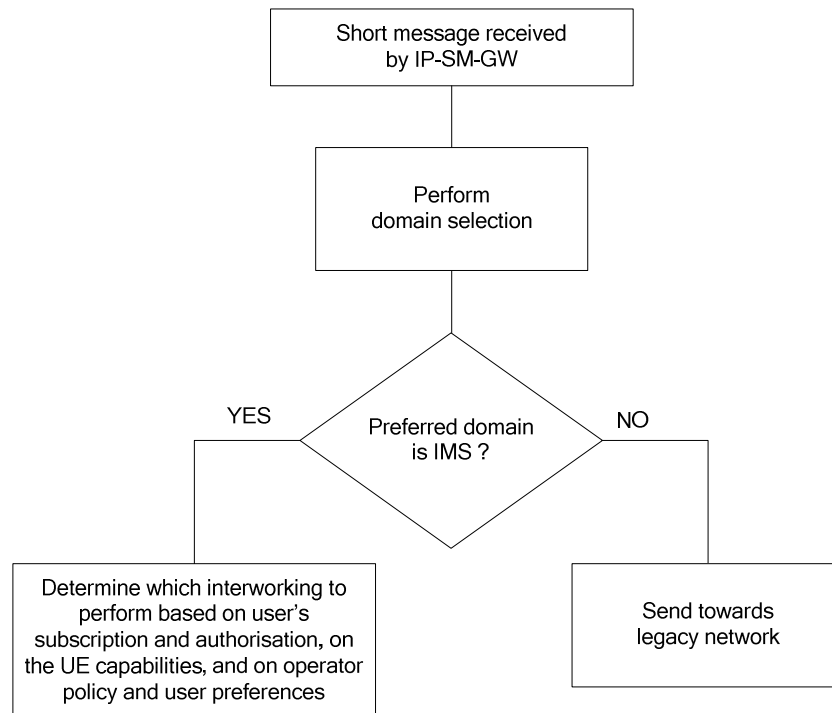 Short message received
by IP-SM-GW
Perform
domain selection
YES
Preferred domain
is IMS ?
NO
Determine which interworking to
perform based on user's
subscription and authorisation, on
the UE capabilities, and on operator
policy and user preferences
Send towards
legacy network